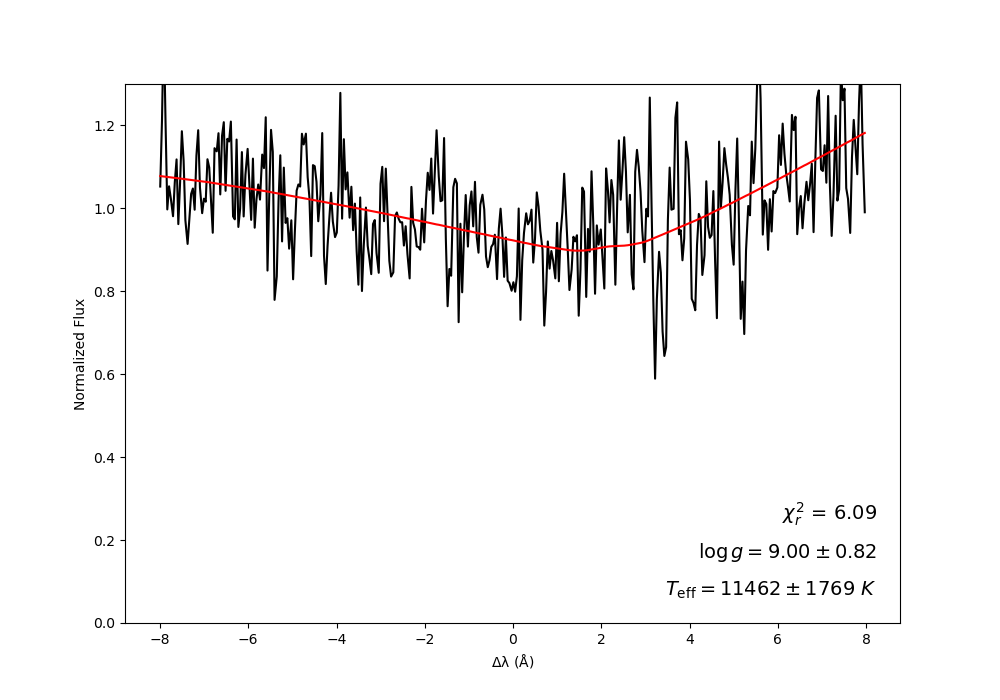 Normalized Flux
1.2
1.0
0.8
0.6
0.4
0.2
0.0
χ²ᵣ = 6.09
log g = 9.00 ± 0.82
T_eff = 11462 ± 1769 K
−8 −6 −4 −2 0 2 4 6 8
Δλ (Å)